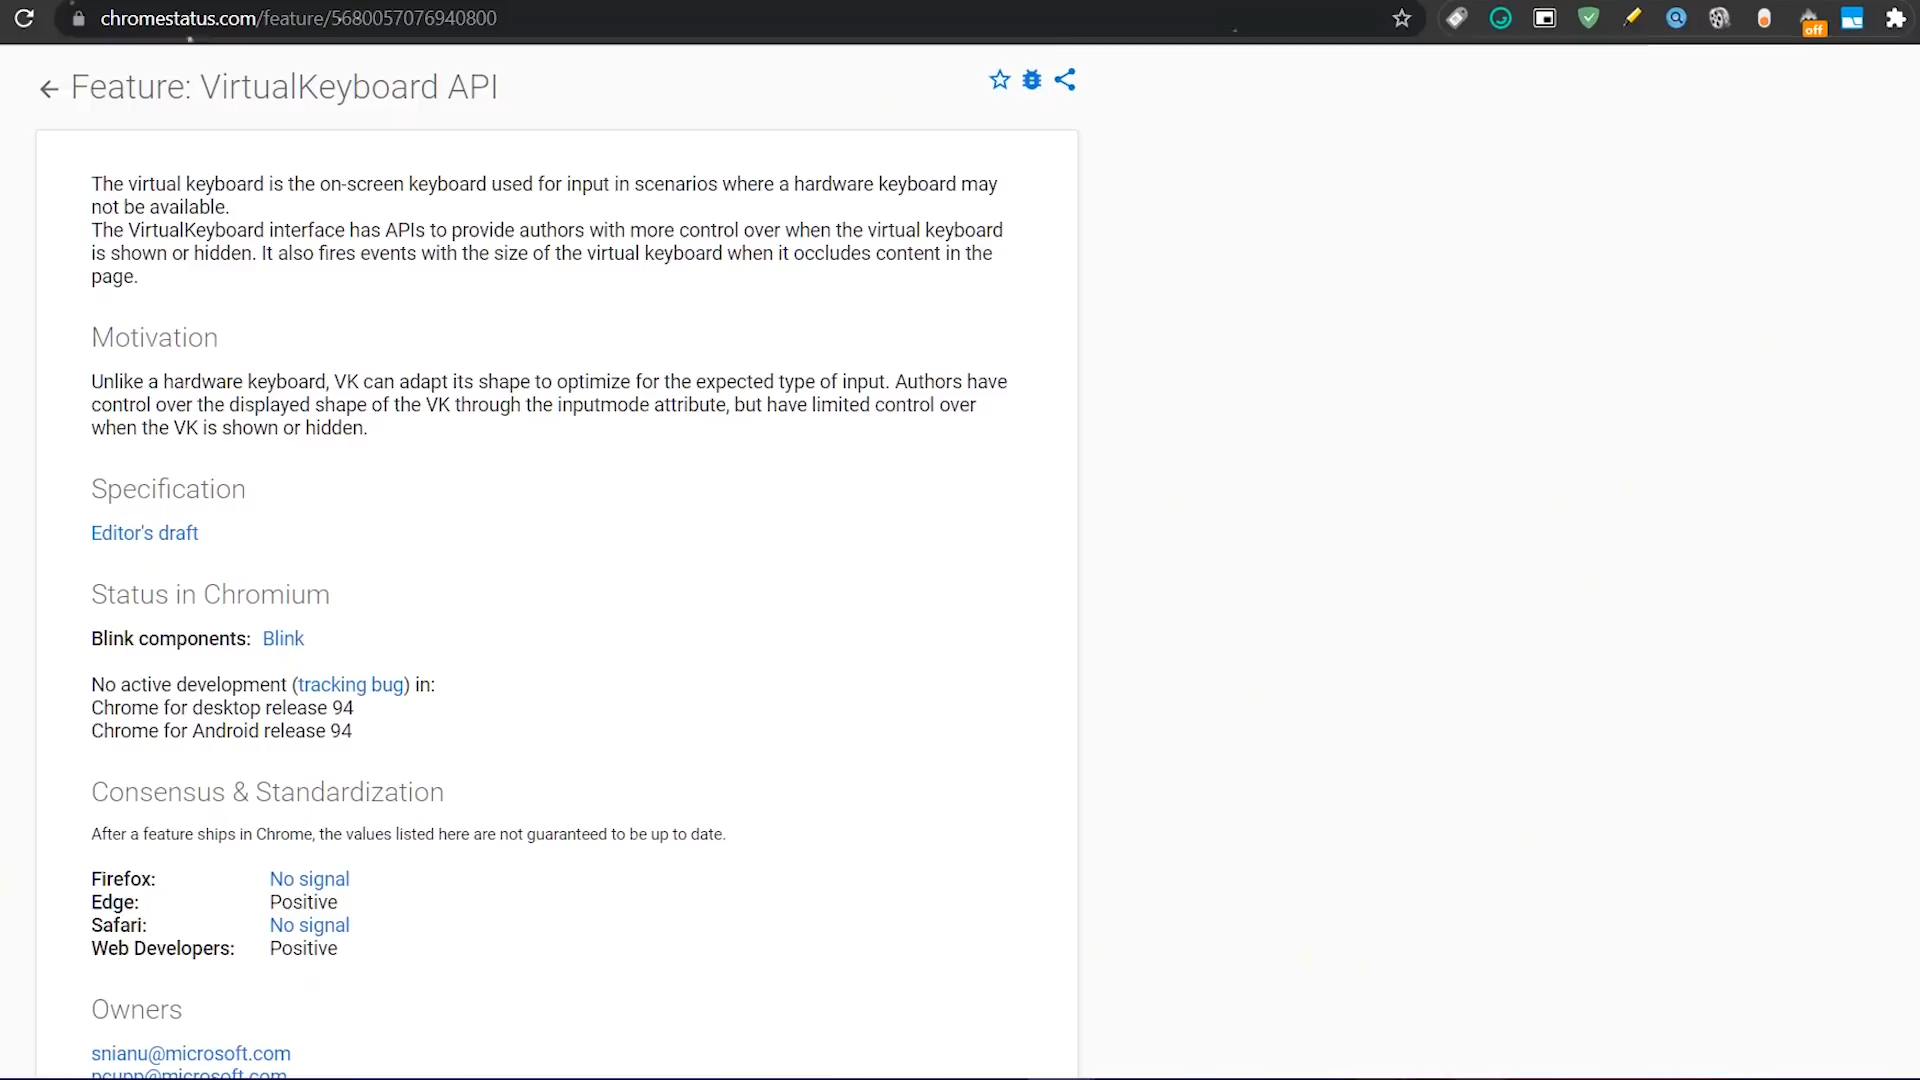 chromestatus.com/feature/5680057076940800
off
Feature: VirtualKeyboard API
The virtual keyboard is the on-screen keyboard used for input in scenarios where a hardware keyboard may
not be available.
The VirtualKeyboard interface has APIs to provide authors with more control over when the virtual keyboard
is shown or hidden. It also fires events with the size of the virtual keyboard when it occludes content in the
page.
Motivation
Unlike a hardware keyboard, VK can adapt its shape to optimize for the expected type of input. Authors have
control over the displayed shape of the VK through the inputmode attribute, but have limited control over
when the VK is shown or hidden.
Specification
Editor's draft
Status in Chromium
Blink components: Blink
No active development (tracking bug) in:
Chrome for desktop release 94
Chrome for Android release 94
Consensus & Standardization
After a feature ships in Chrome, the values listed here are not guaranteed to be up to date.
Firefox: No signal
Edge: Positive
Safari: No signal
Web Developers: Positive
Owners
snianu@microsoft.com
pcupp@microsoft.com